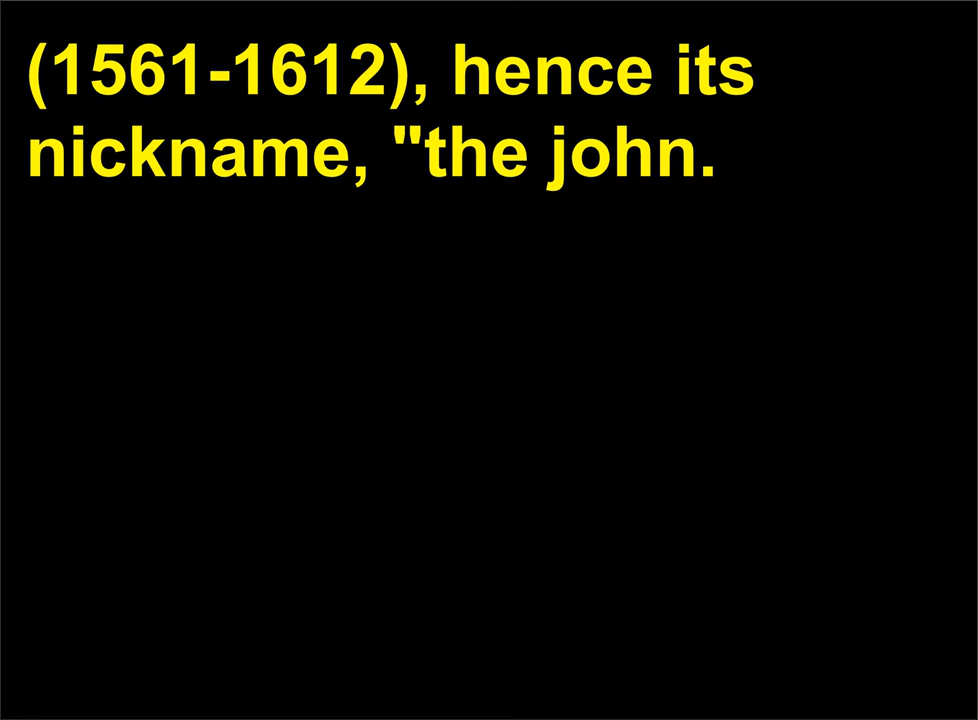 (1561-1612), hence its
nickname, "the john.